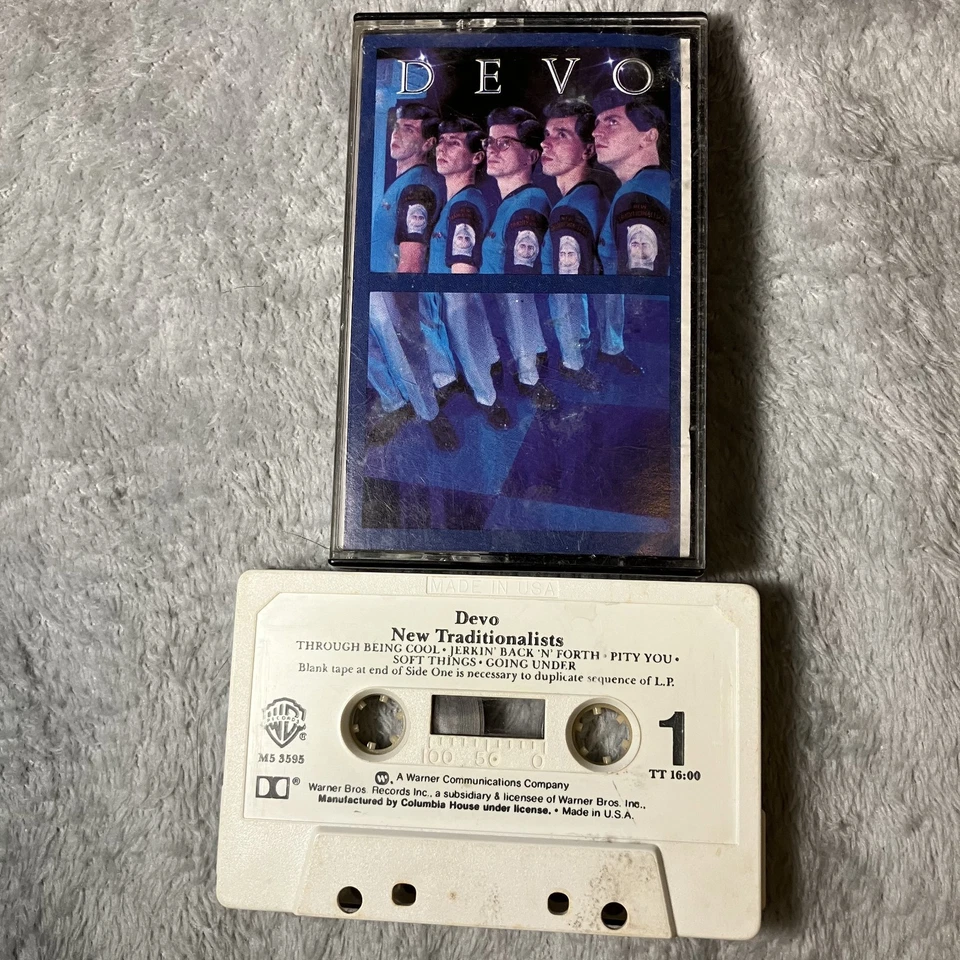 DEVO
MADE IN USA
Devo
New Traditionalists
THROUGH BEING COOL • JERKIN' BACK 'N' FORTH • PITY YOU •
SOFT THINGS • GOING UNDER
Blank tape at end of Side One is necessary to duplicate sequence of L.P.
RECORDS
M5 3595
100 50 0
1
TT 16:00
A Warner Communications Company
Warner Bros. Records Inc., a subsidiary & licensee of Warner Bros. Inc.,
Manufactured by Columbia House under license. • Made in U.S.A.